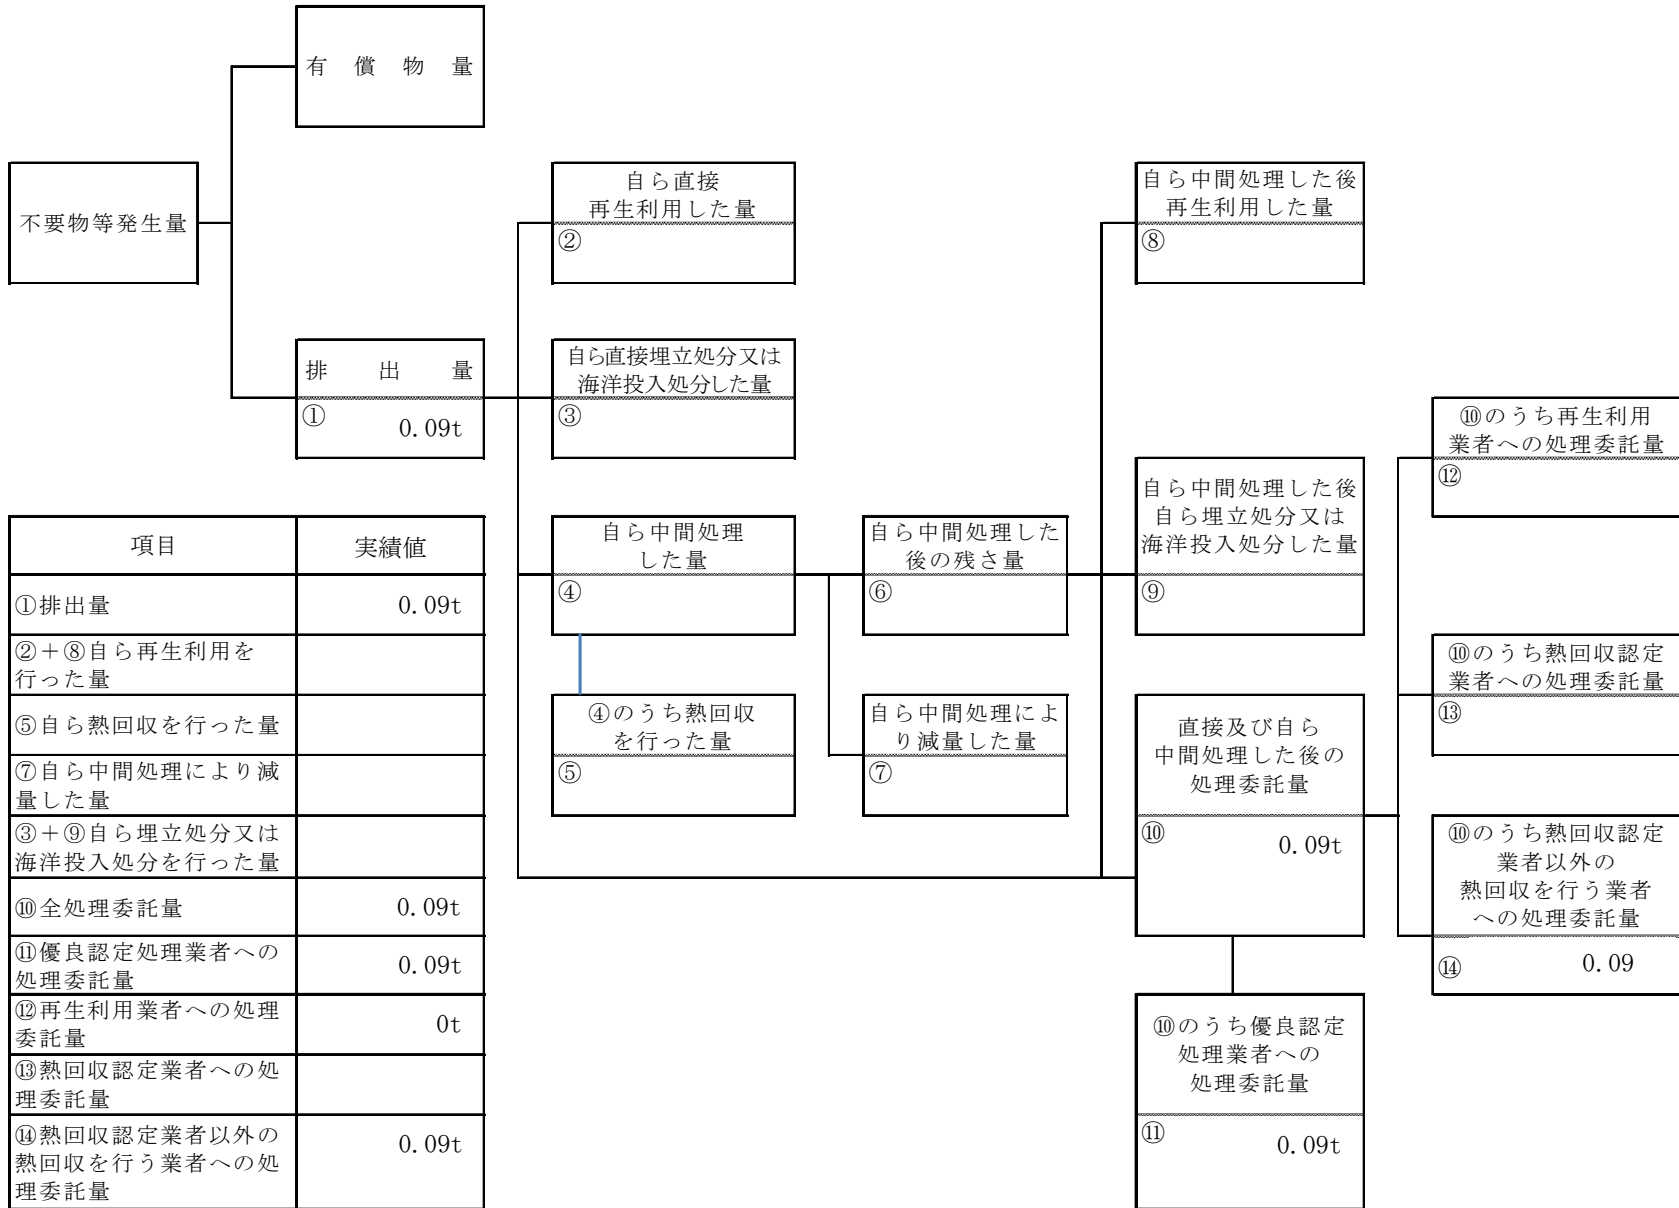 有償物量
不要物等発生量
自ら直接
再生利用した量
②
自ら中間処理した後
再生利用した量
⑧
排出量
①
0.09t
自ら直接埋立処分又は
海洋投入処分した量
③
⑩のうち再生利用
業者への処理委託量
⑫
自ら中間処理した後
自ら埋立処分又は
海洋投入処分した量
⑨
自ら中間処理
した量
④
自ら中間処理した
後の残さ量
⑥
⑩のうち熱回収認定
業者への処理委託量
⑬
④のうち熱回収
を行った量
⑤
自ら中間処理によ
り減量した量
⑦
直接及び自ら
中間処理した後の
処理委託量
⑩
0.09t
⑩のうち熱回収認定
業者以外の
熱回収を行う業者
への処理委託量
⑭
0.09
⑩のうち優良認定
処理業者への
処理委託量
⑪
0.09t
項目
実績値
①排出量
0.09t
②+⑧自ら再生利用を
行った量
⑤自ら熱回収を行った量
⑦自ら中間処理により減
量した量
③+⑨自ら埋立処分又は
海洋投入処分を行った量
⑩全処理委託量
0.09t
⑪優良認定処理業者への
処理委託量
0.09t
⑫再生利用業者への処理
委託量
0t
⑬熱回収認定業者への処
理委託量
⑭熱回収認定業者以外の
熱回収を行う業者への処
理委託量
0.09t